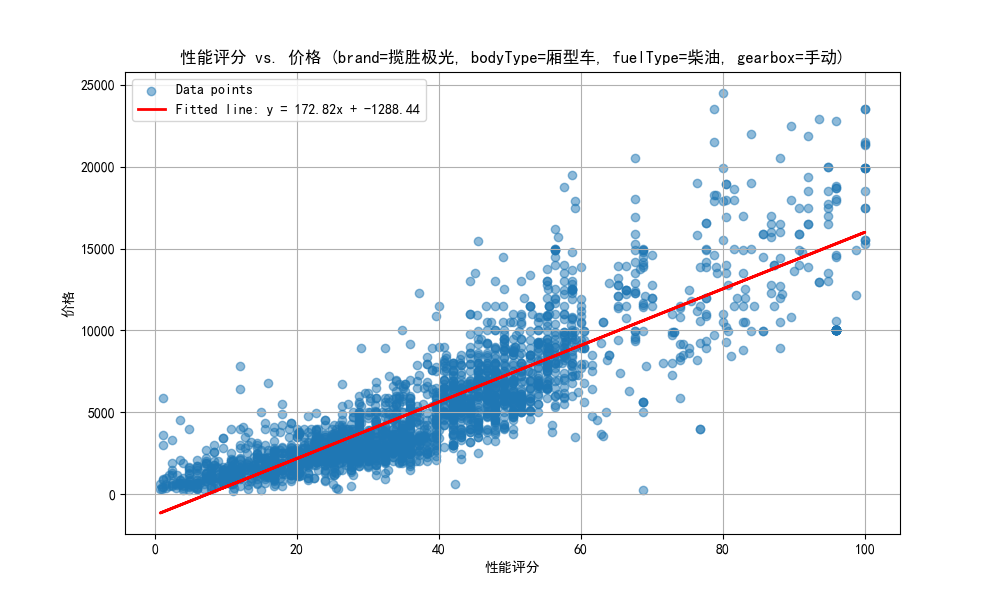 性能评分 vs. 价格 (brand=揽胜极光, bodyType=厢型车, fuelType=柴油, gearbox=手动)
Data points
Fitted line: y = 172.82x + -1288.44
25000
20000
15000
10000
5000
0
价格
0 20 40 60 80 100
性能评分